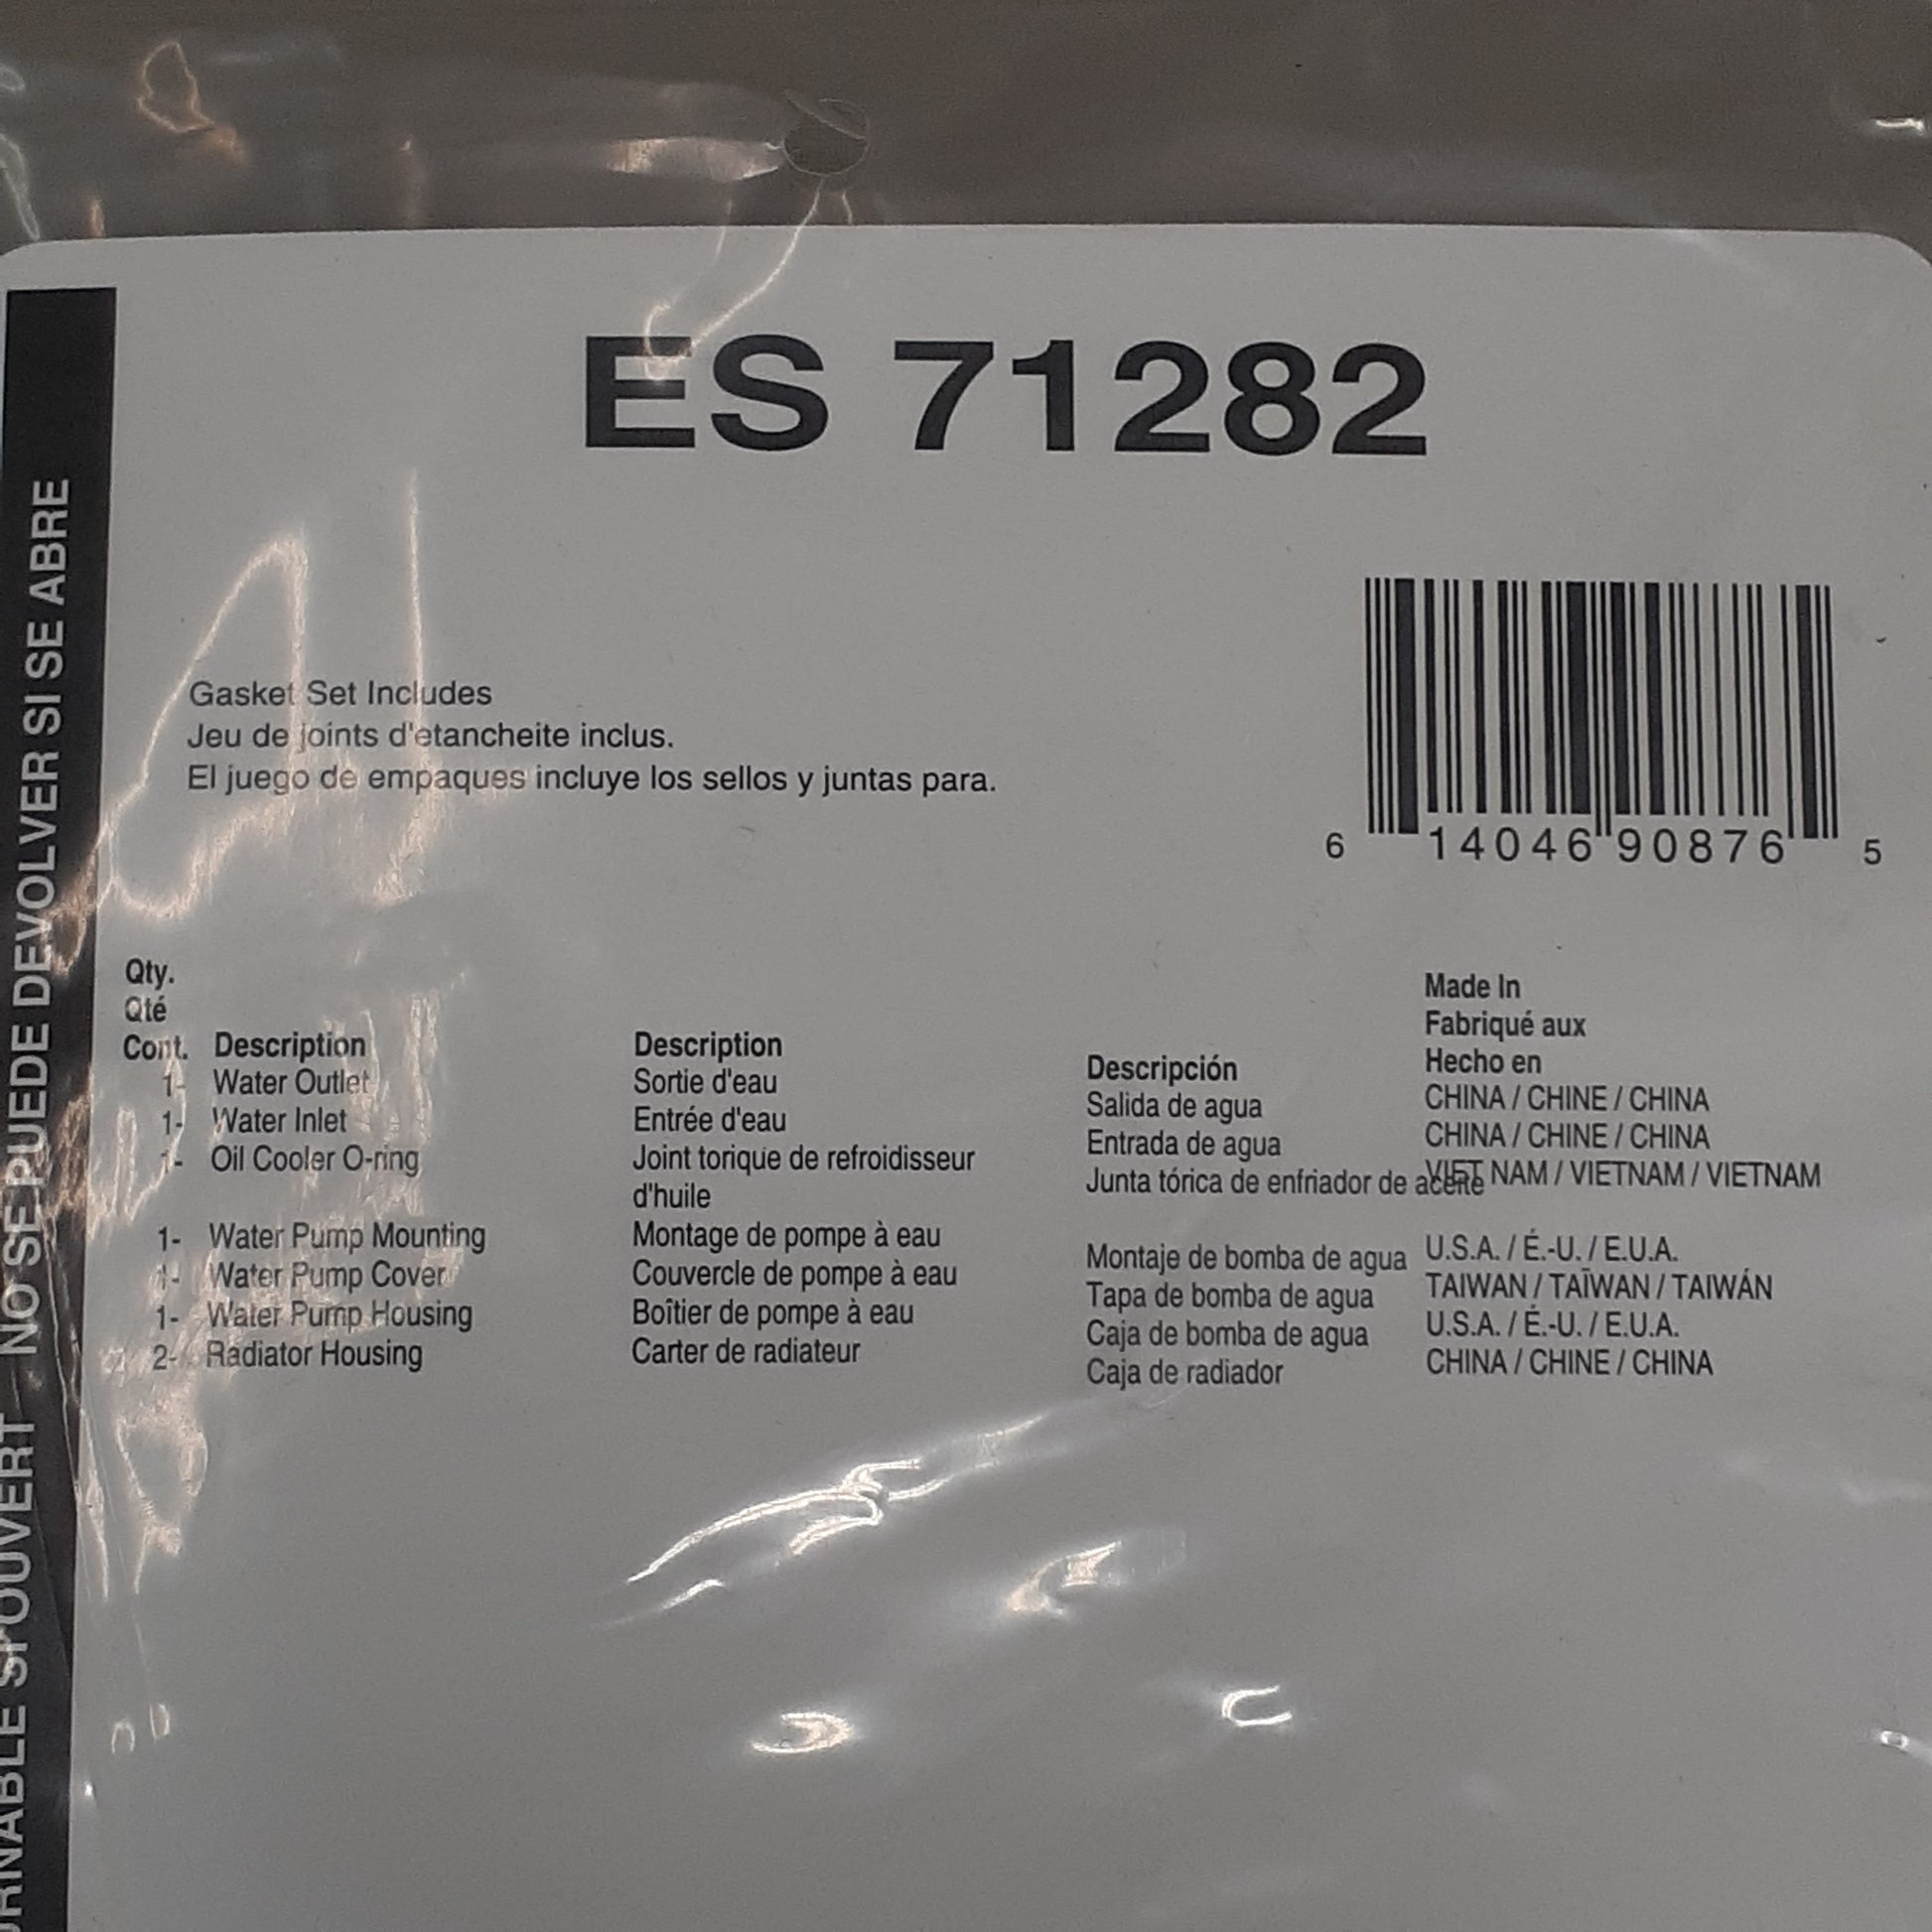 ES 71282
Gasket Set Includes
Jeu de joints d'etancheite inclus.
El juego de empaques incluye los sellos y juntas para.
6 14046 90876 5
Qty.
Qté
Cont. Description Description Descripción Made In
Fabriqué aux
Hecho en
1- Water Outlet Sortie d'eau Salida de agua CHINA / CHINE / CHINA
1- Water Inlet Entrée d'eau Entrada de agua CHINA / CHINE / CHINA
1- Oil Cooler O-ring Joint torique de refroidisseur Junta tórica de enfriador de aceite VIET NAM / VIETNAM / VIETNAM
d'huile
1- Water Pump Mounting Montage de pompe à eau Montaje de bomba de agua U.S.A. / É.-U. / E.U.A.
1- Water Pump Cover Couvercle de pompe à eau Tapa de bomba de agua TAIWAN / TAÏWAN / TAIWÁN
1- Water Pump Housing Boîtier de pompe à eau Caja de bomba de agua U.S.A. / É.-U. / E.U.A.
2- Radiator Housing Carter de radiateur Caja de radiador CHINA / CHINE / CHINA
SI OUVERT NO SE PUEDE DEVOLVER SI SE ABRE